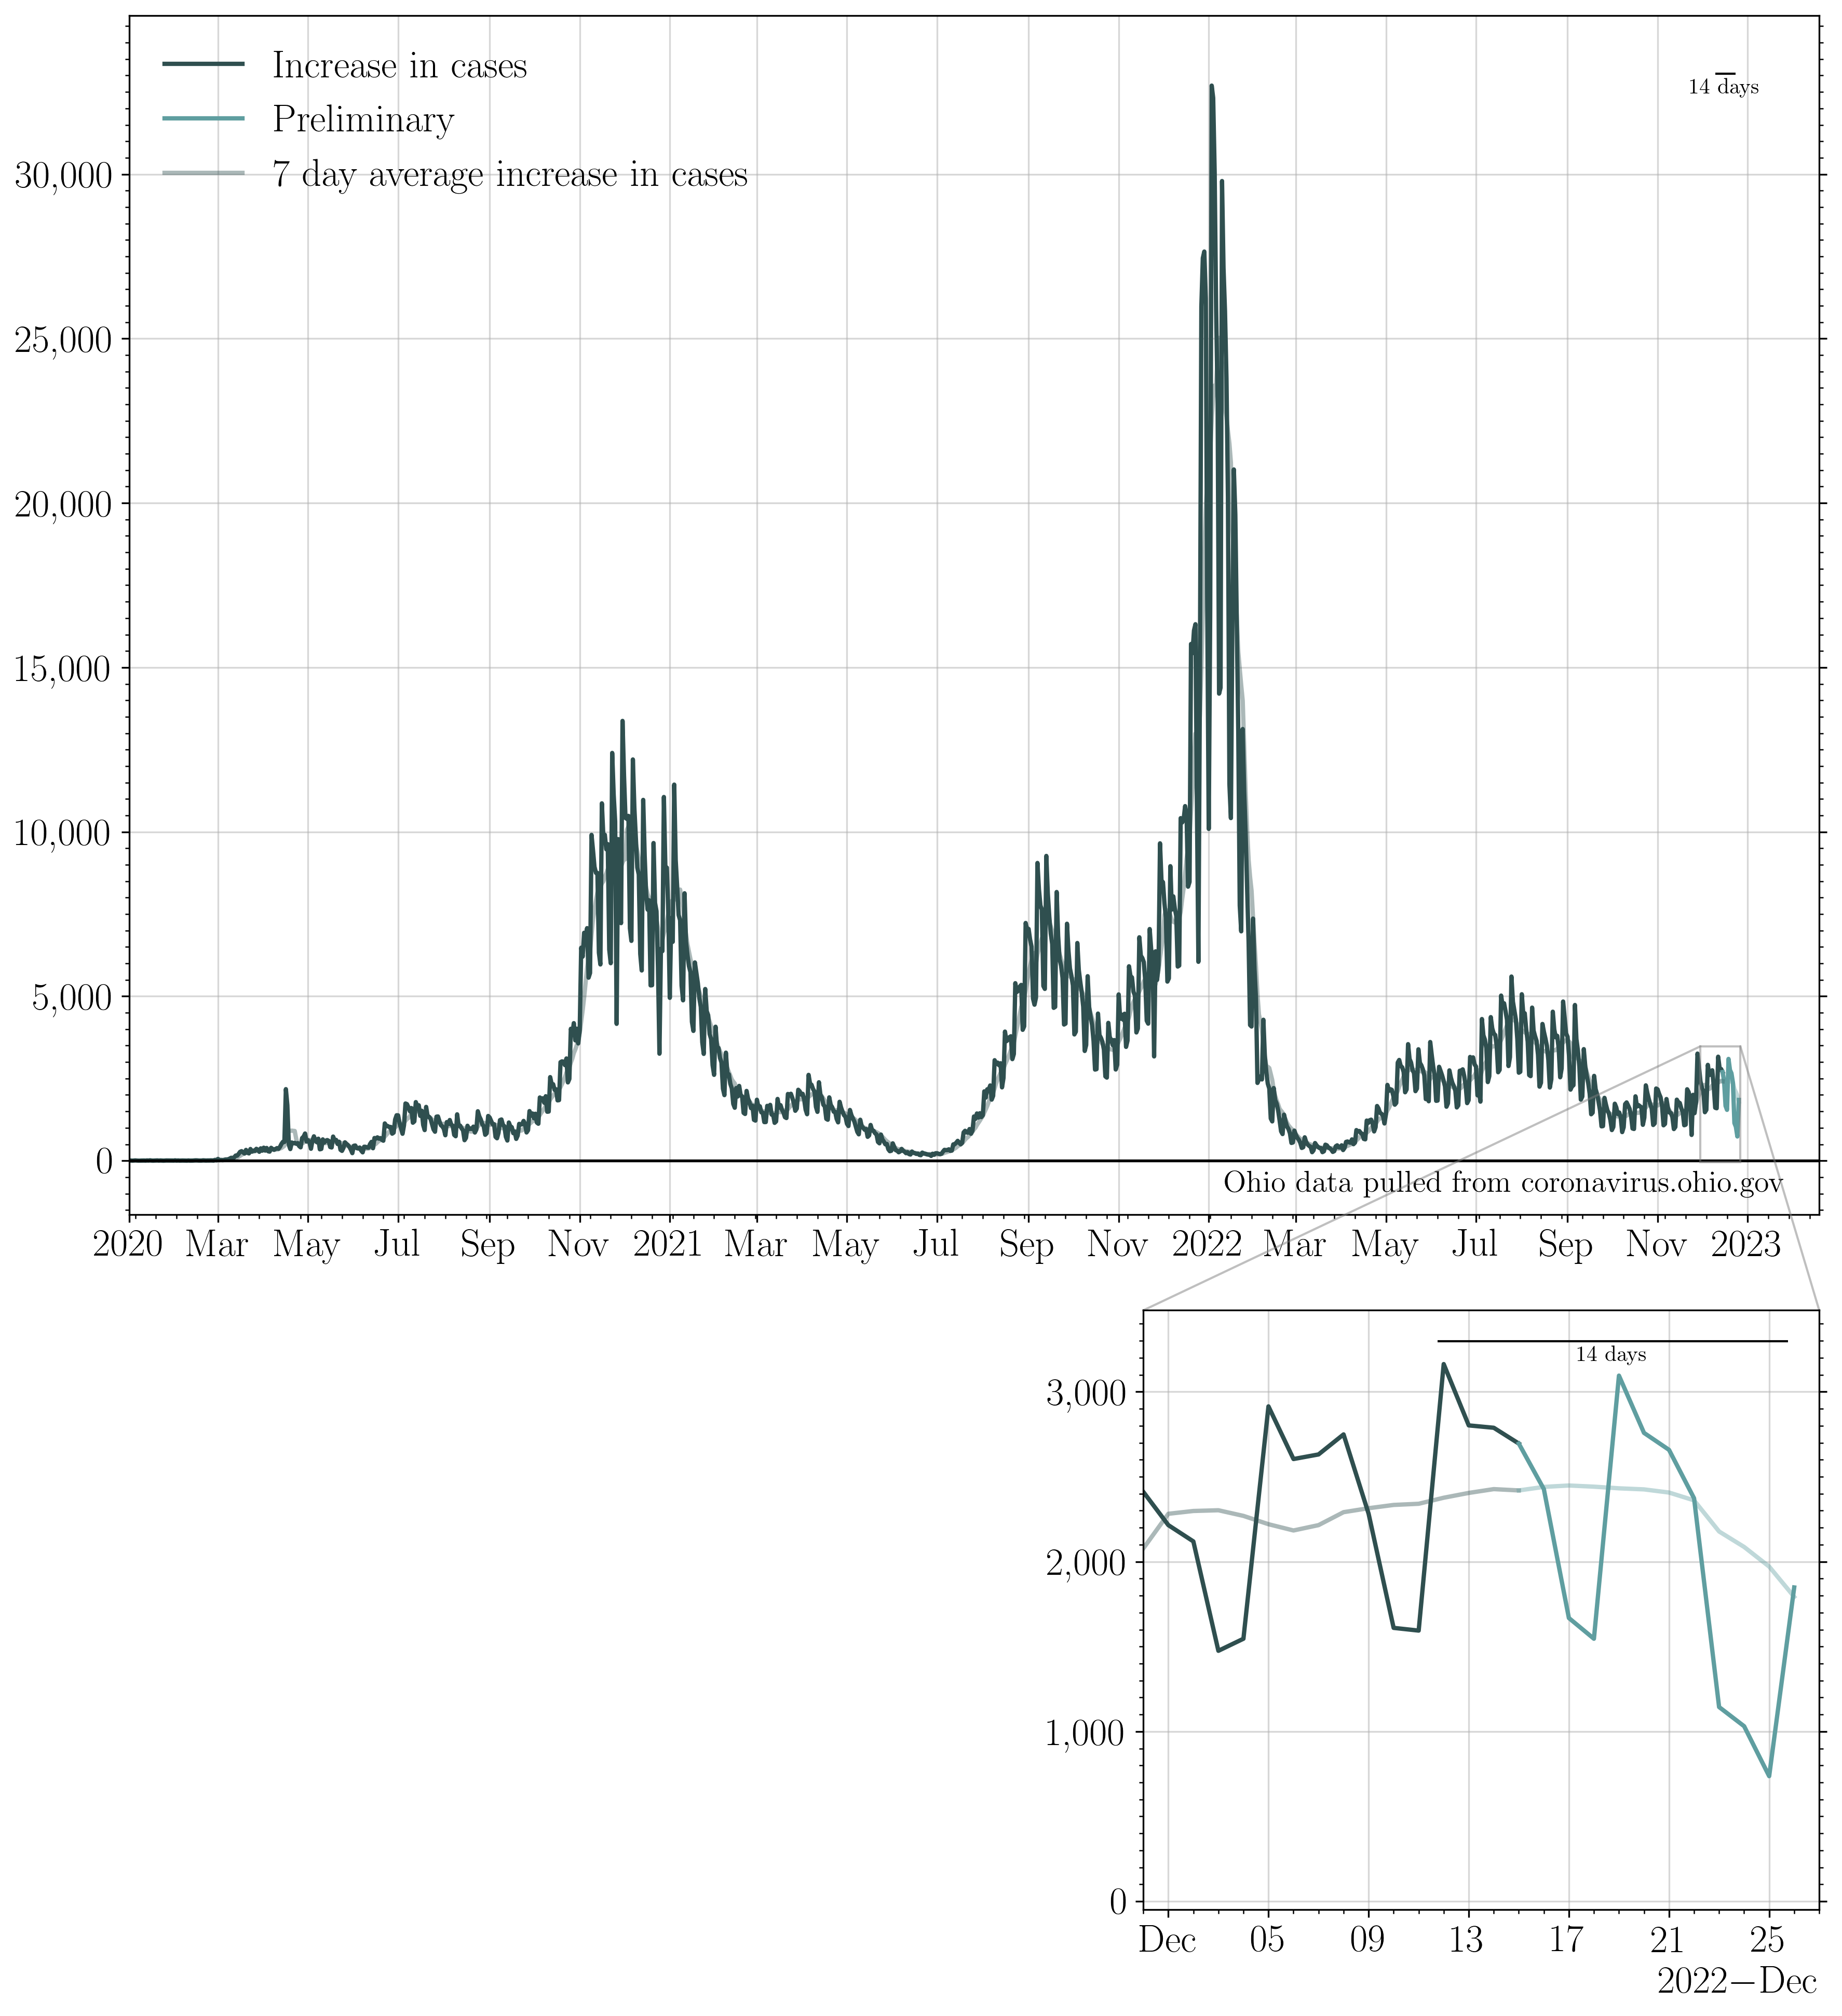 Increase in cases
Preliminary
7 day average increase in cases
14 days
30,000
25,000
20,000
15,000
10,000
5,000
0
Ohio data pulled from coronavirus.ohio.gov
2020 Mar May Jul Sep Nov 2021 Mar May Jul Sep Nov 2022 Mar May Jul Sep Nov 2023
14 days
3,000
2,000
1,000
0
Dec 05 09 13 17 21 25
2022−Dec